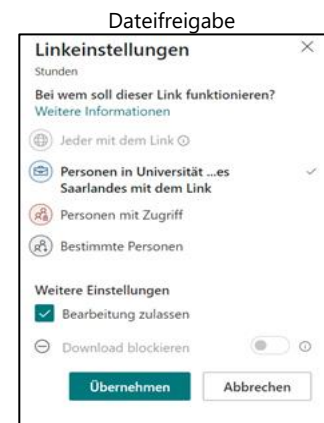 Dateifreigabe
Linkeinstellungen
Stunden
Bei wem soll dieser Link funktionieren?
Weitere Informationen
Jeder mit dem Link
Personen in Universität ...es
Saarlandes mit dem Link
Personen mit Zugriff
Bestimmte Personen
Weitere Einstellungen
Bearbeitung zulassen
Download blockieren
Übernehmen
Abbrechen